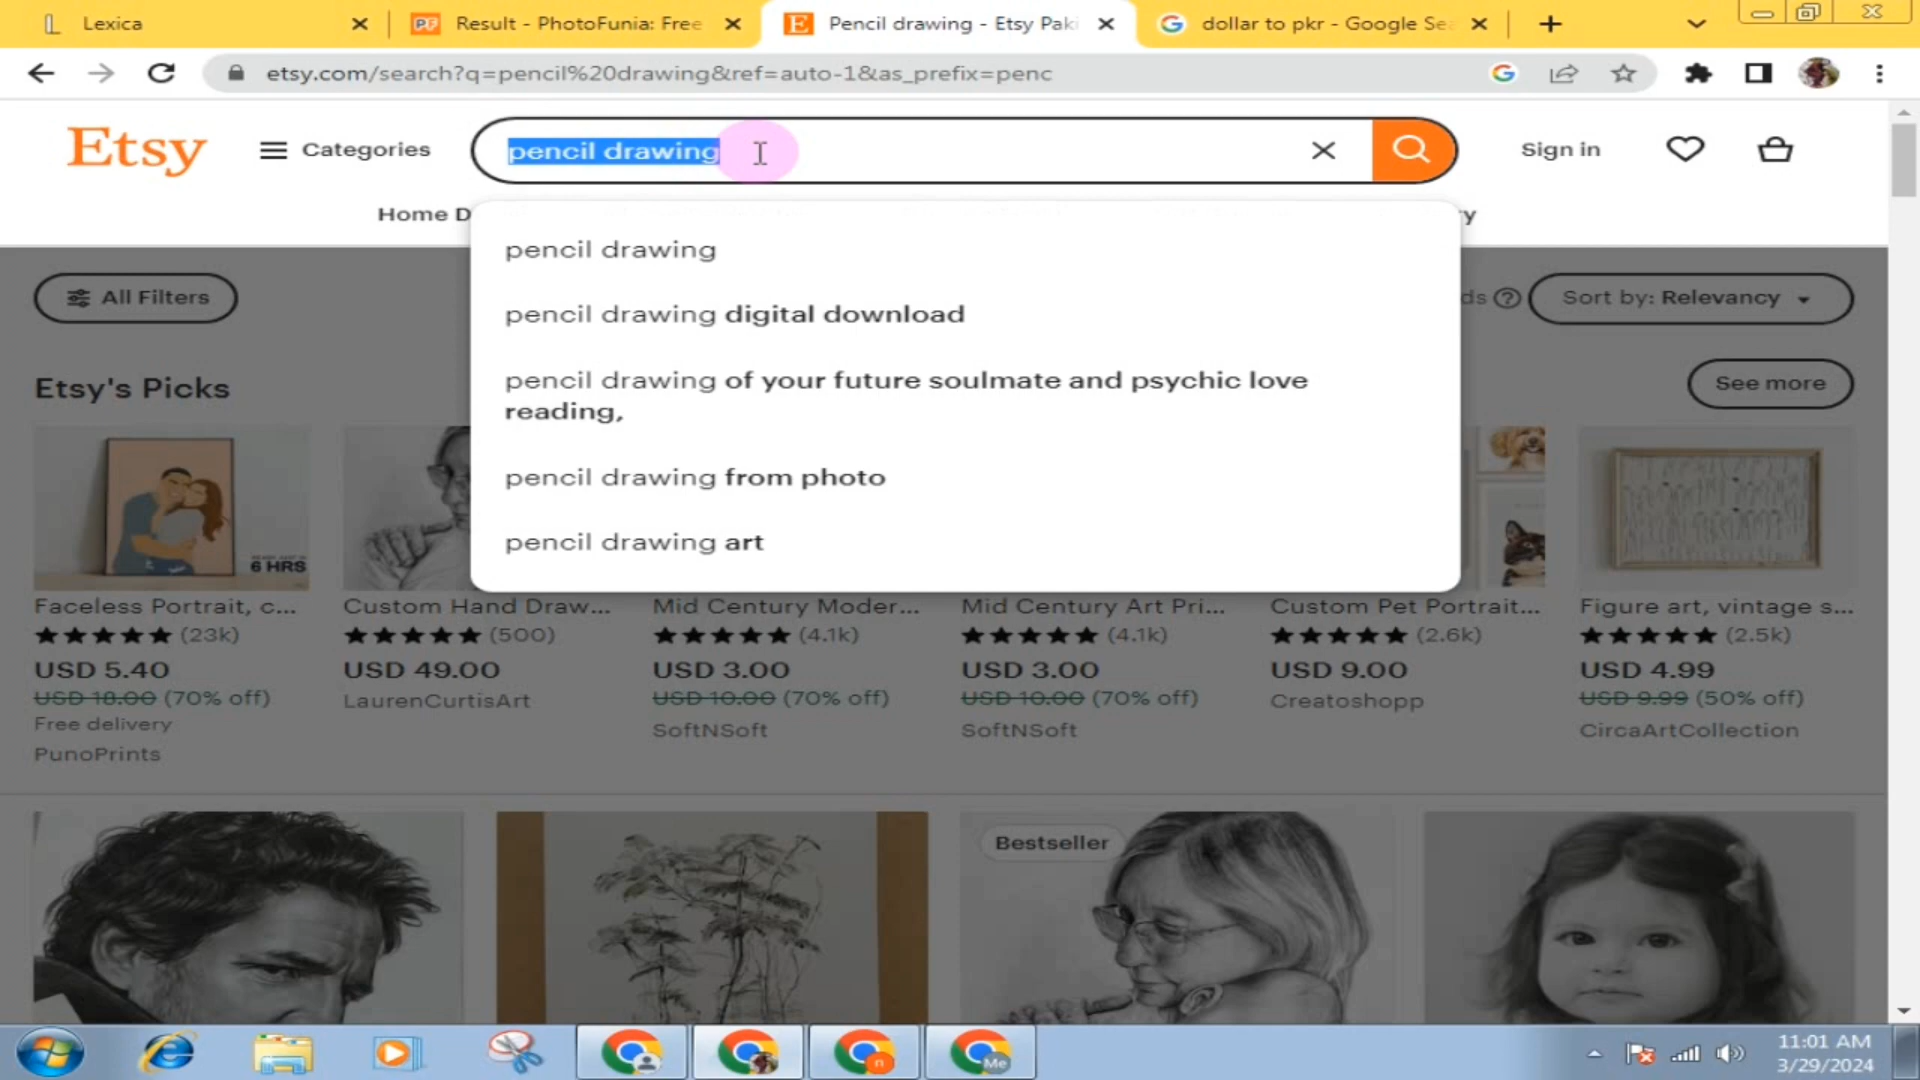 Lexica
Result - PhotoFunia: Free
Pencil drawing - Etsy Paki
dollar to pkr - Google Sea
etsy.com/search?q=pencil%20drawing&ref=auto-1&as_prefix=penc
Etsy
Categories
pencil drawing
Sign in
Home D
ry
pencil drawing
pencil drawing digital download
pencil drawing of your future soulmate and psychic love
reading,
pencil drawing from photo
pencil drawing art
All Filters
ds
Sort by: Relevancy
Etsy's Picks
See more
6 HRS
Faceless Portrait, c...
Custom Hand Draw...
Mid Century Moder...
Mid Century Art Pri...
Custom Pet Portrait...
Figure art, vintage s...
(23k)
(500)
(4.1k)
(4.1k)
(2.6k)
(2.5k)
USD 5.40
USD 49.00
USD 3.00
USD 3.00
USD 9.00
USD 4.99
USD 18.00 (70% off)
LaurenCurtisArt
USD 10.00 (70% off)
USD 10.00 (70% off)
Creatoshopp
USD 9.99 (50% off)
Free delivery
SoftNSoft
SoftNSoft
CircaArtCollection
PunoPrints
Bestseller
Me
11:01 AM
3/29/2024